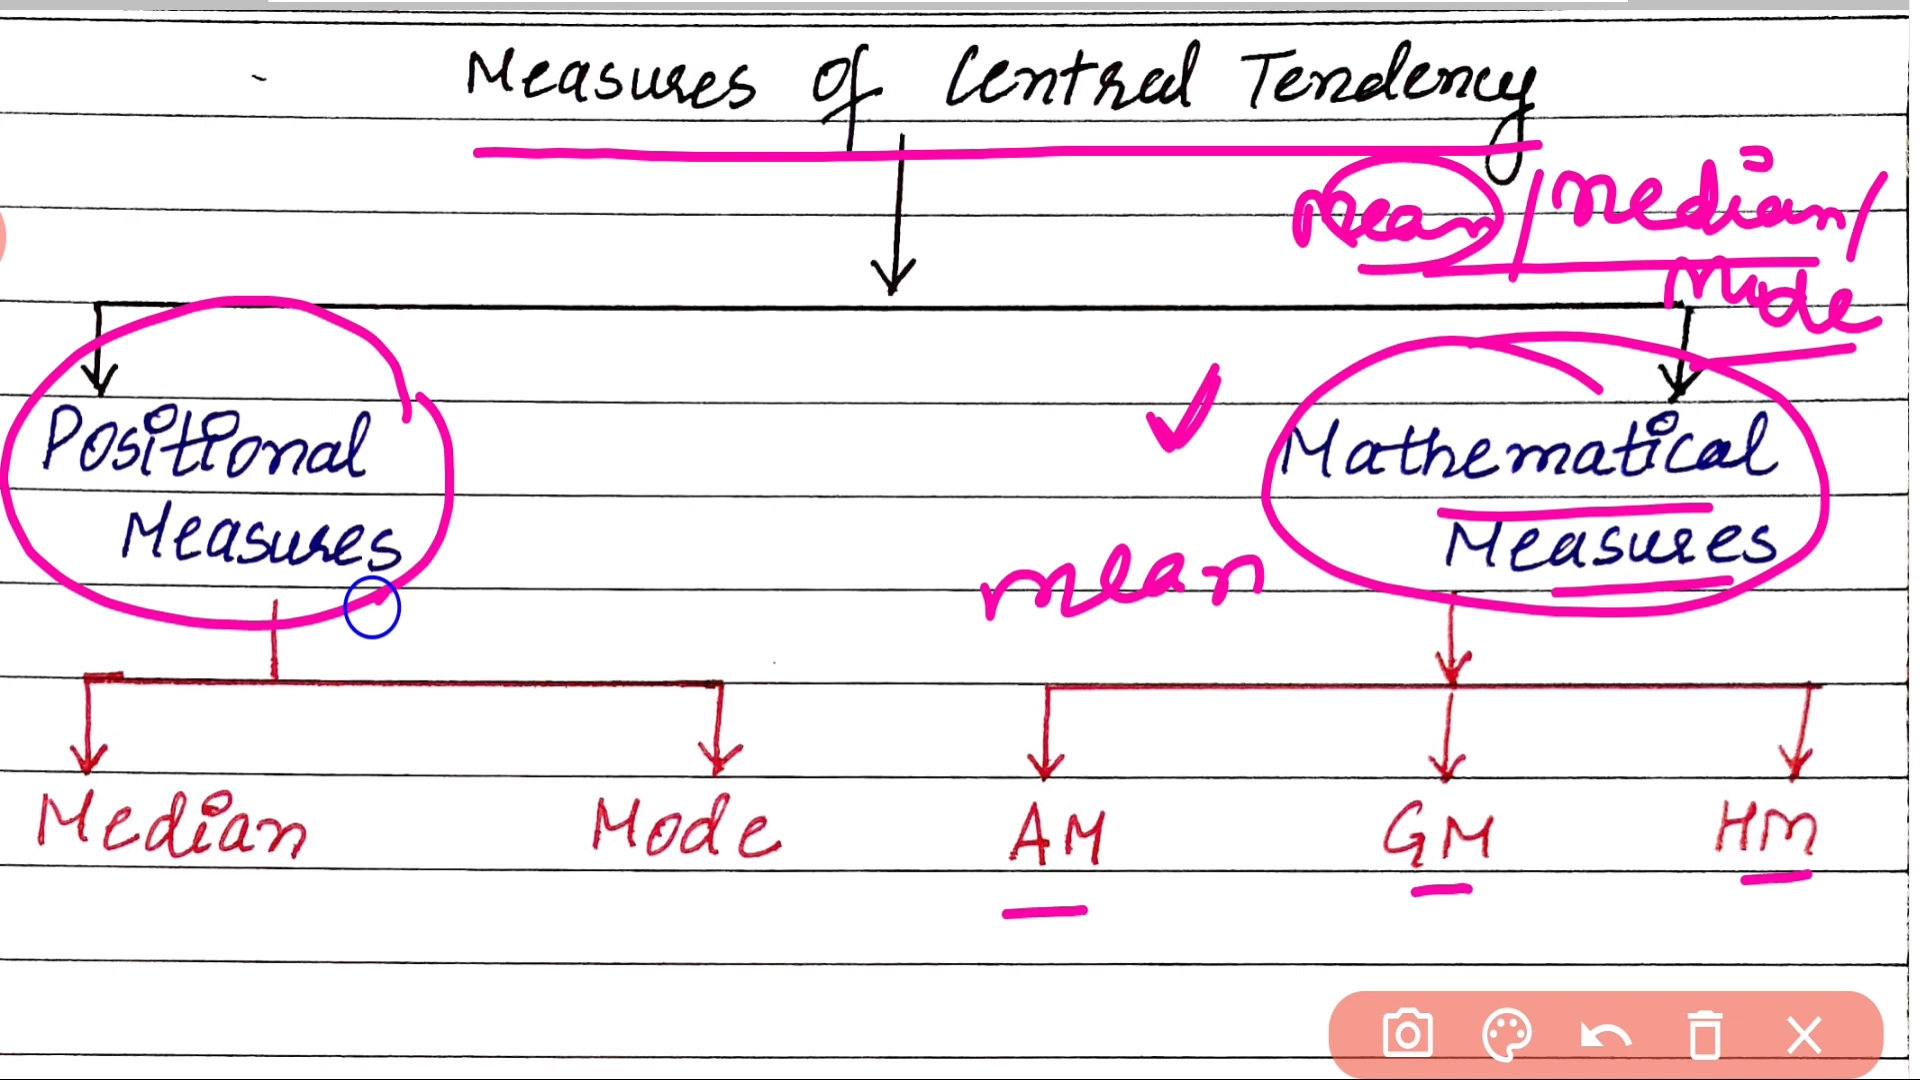 Measures of Central Tendency
Mean / Median /
Mode
Positional
Measures
Mathematical
Measures
mean
Median
Mode
AM
GM
HM